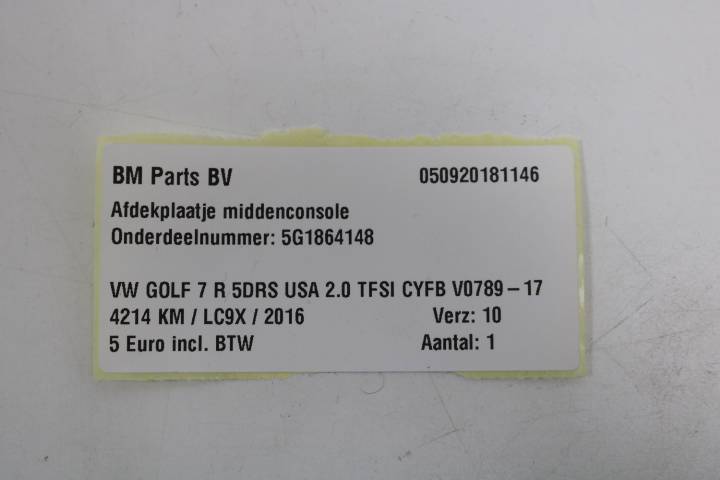 BM Parts BV 050920181146
Afdekplaatje middenconsole
Onderdeelnummer: 5G1864148
VW GOLF 7 R 5DRS USA 2.0 TFSI CYFB V0789-17
4214 KM / LC9X / 2016 Verz: 10
5 Euro incl. BTW Aantal: 1